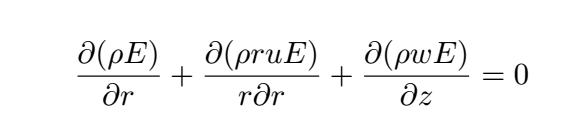 ∂(ρE)/∂r + ∂(ρruE)/r∂r + ∂(ρwE)/∂z = 0